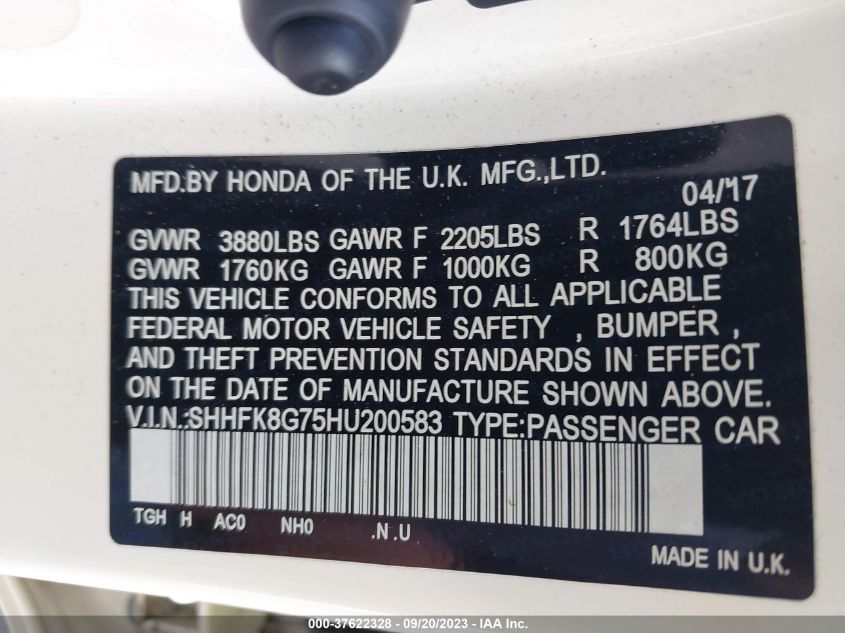 MFD.BY HONDA OF THE U.K. MFG.,LTD.
04/17
GVWR 3880LBS GAWR F 2205LBS R 1764LBS
GVWR 1760KG GAWR F 1000KG R 800KG
THIS VEHICLE CONFORMS TO ALL APPLICABLE
FEDERAL MOTOR VEHICLE SAFETY , BUMPER ,
AND THEFT PREVENTION STANDARDS IN EFFECT
ON THE DATE OF MANUFACTURE SHOWN ABOVE.
V.I.N.:SHHFK8G75HU200583 TYPE:PASSENGER CAR
TGH H AC0 NH0 .N .U
MADE IN U.K.
000-37622328 - 09/20/2023 - IAA Inc.